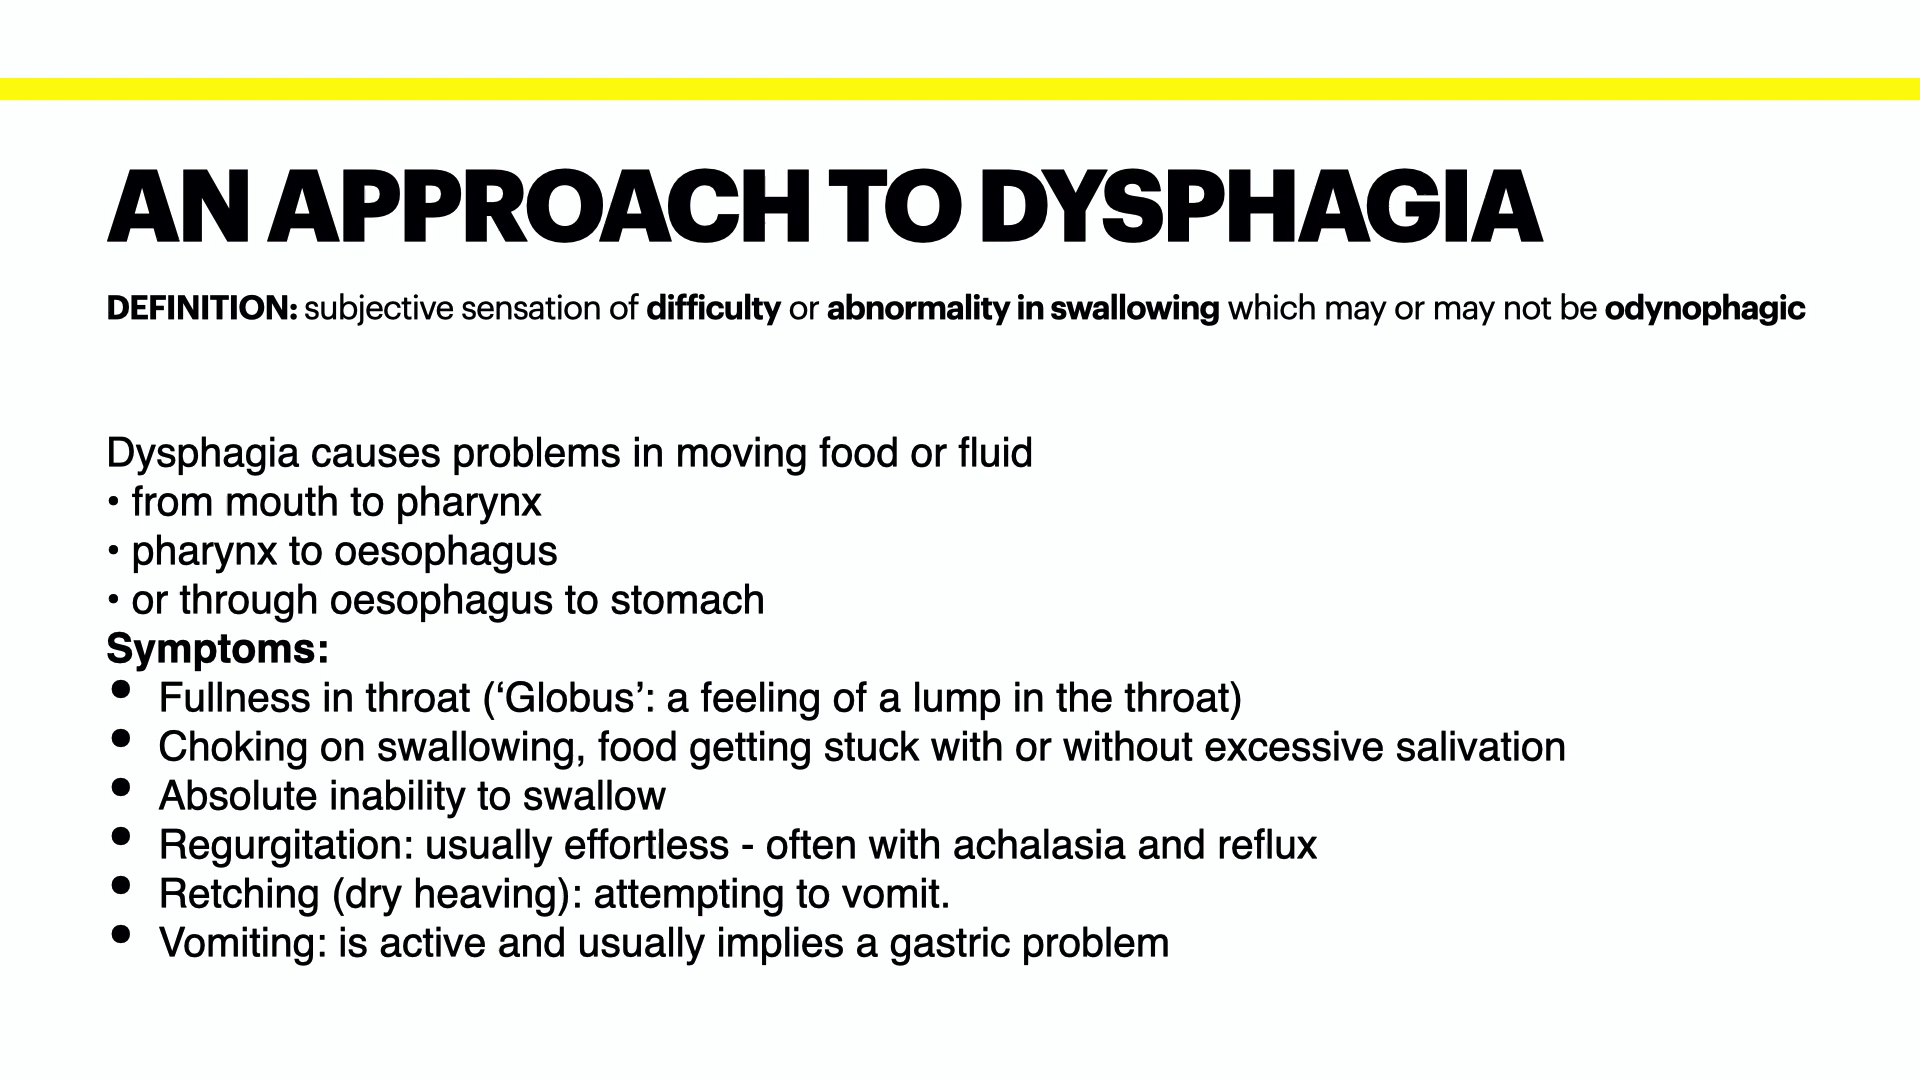 AN APPROACH TO DYSPHAGIA
DEFINITION: subjective sensation of difficulty or abnormality in swallowing which may or may not be odynophagic
Dysphagia causes problems in moving food or fluid
• from mouth to pharynx
• pharynx to oesophagus
• or through oesophagus to stomach
Symptoms:
• Fullness in throat (‘Globus’: a feeling of a lump in the throat)
• Choking on swallowing, food getting stuck with or without excessive salivation
• Absolute inability to swallow
• Regurgitation: usually effortless - often with achalasia and reflux
• Retching (dry heaving): attempting to vomit.
• Vomiting: is active and usually implies a gastric problem